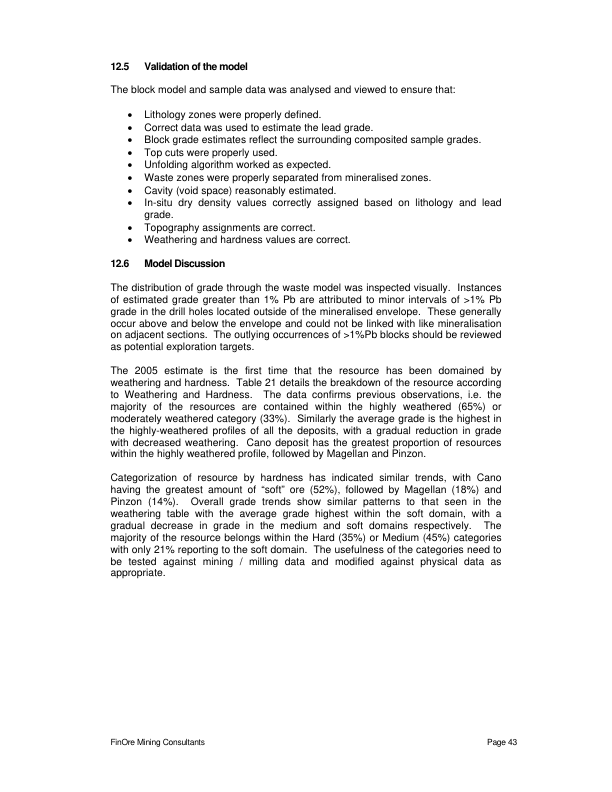 12.5 Validation of the model
The block model and sample data was analysed and viewed to ensure that:
• Lithology zones were properly defined.
• Correct data was used to estimate the lead grade.
• Block grade estimates reflect the surrounding composited sample grades.
• Top cuts were properly used.
• Unfolding algorithm worked as expected.
• Waste zones were properly separated from mineralised zones.
• Cavity (void space) reasonably estimated.
• In-situ dry density values correctly assigned based on lithology and lead
grade.
• Topography assignments are correct.
• Weathering and hardness values are correct.
12.6 Model Discussion
The distribution of grade through the waste model was inspected visually. Instances
of estimated grade greater than 1% Pb are attributed to minor intervals of >1% Pb
grade in the drill holes located outside of the mineralised envelope. These generally
occur above and below the envelope and could not be linked with like mineralisation
on adjacent sections. The outlying occurrences of >1%Pb blocks should be reviewed
as potential exploration targets.
The 2005 estimate is the first time that the resource has been domained by
weathering and hardness. Table 21 details the breakdown of the resource according
to Weathering and Hardness. The data confirms previous observations, i.e. the
majority of the resources are contained within the highly weathered (65%) or
moderately weathered category (33%). Similarly the average grade is the highest in
the highly-weathered profiles of all the deposits, with a gradual reduction in grade
with decreased weathering. Cano deposit has the greatest proportion of resources
within the highly weathered profile, followed by Magellan and Pinzon.
Categorization of resource by hardness has indicated similar trends, with Cano
having the greatest amount of “soft” ore (52%), followed by Magellan (18%) and
Pinzon (14%). Overall grade trends show similar patterns to that seen in the
weathering table with the average grade highest within the soft domain, with a
gradual decrease in grade in the medium and soft domains respectively. The
majority of the resource belongs within the Hard (35%) or Medium (45%) categories
with only 21% reporting to the soft domain. The usefulness of the categories need to
be tested against mining / milling data and modified against physical data as
appropriate.
FinOre Mining Consultants Page 43